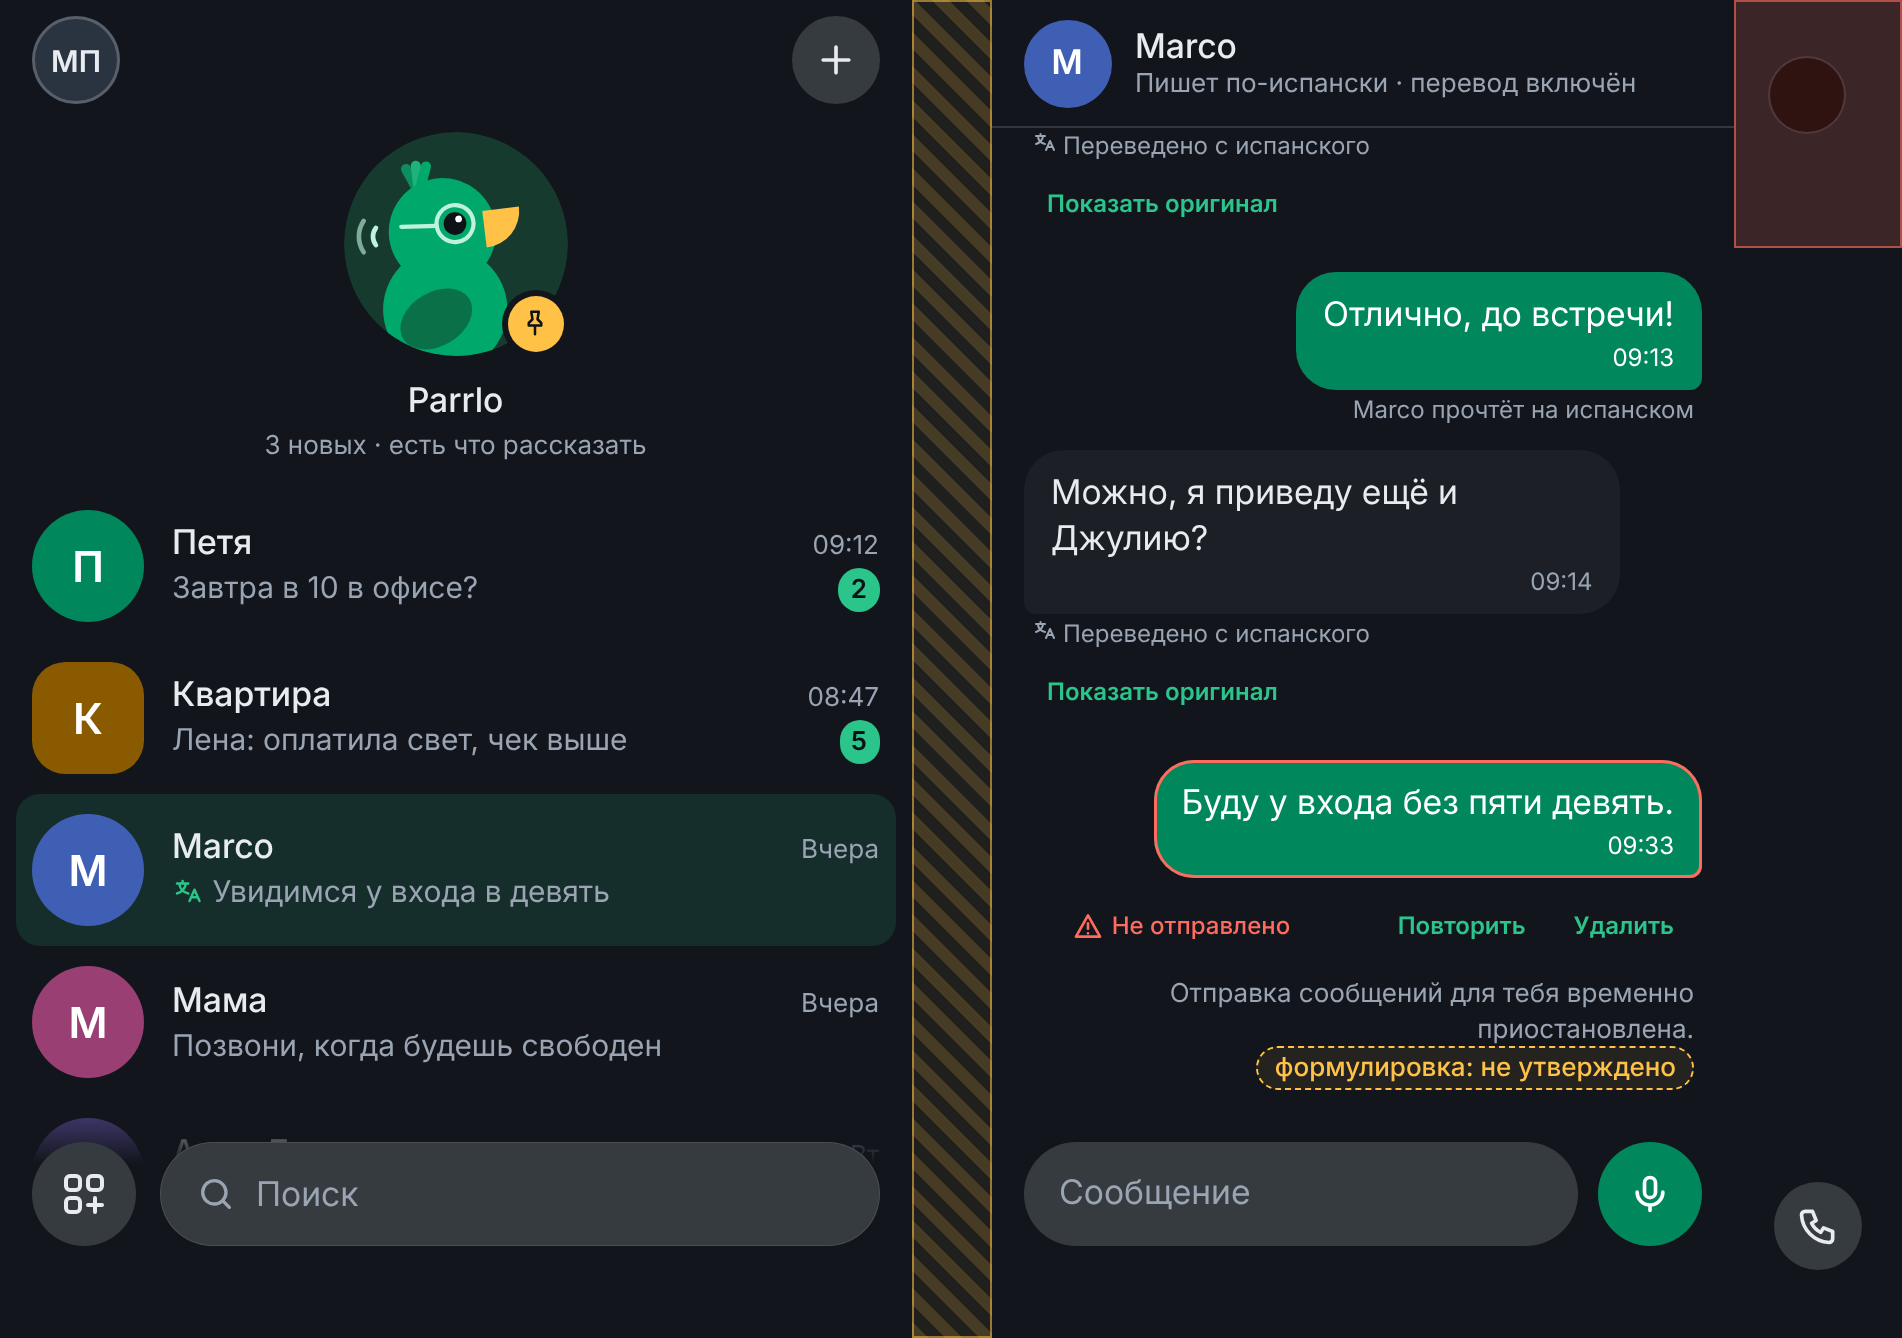 МП
Parrlo
3 новых · есть что рассказать
П
Петя
09:12
Завтра в 10 в офисе?
2
К
Квартира
08:47
Лена: оплатила свет, чек выше
5
M
Marco
Вчера
Увидимся у входа в девять
М
Мама
Вчера
Позвони, когда будешь свободен
Поиск
M
Marco
Пишет по-испански · перевод включён
Переведено с испанского
Показать оригинал
Отлично, до встречи!
09:13
Marco прочтёт на испанском
Можно, я приведу ещё и
Джулию?
09:14
Переведено с испанского
Показать оригинал
Буду у входа без пяти девять.
09:33
Не отправлено
Повторить
Удалить
Отправка сообщений для тебя временно
приостановлена.
формулировка: не утверждено
Сообщение